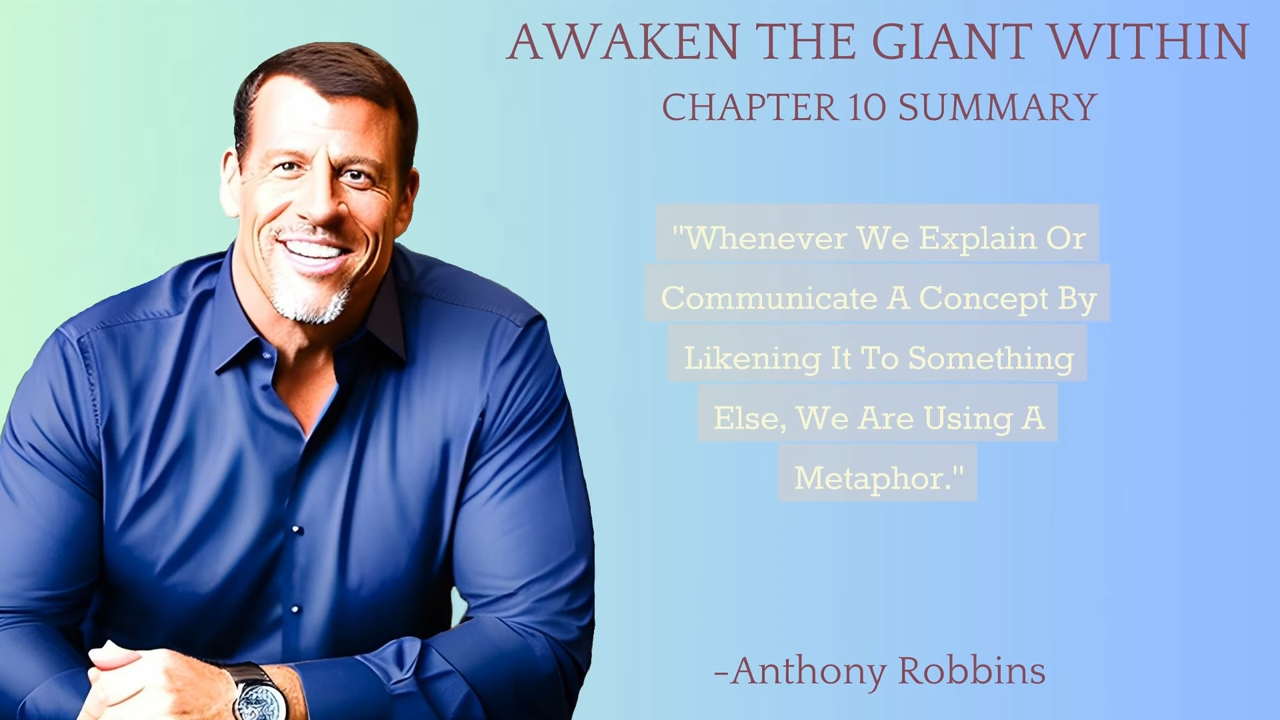 AWAKEN THE GIANT WITHIN
CHAPTER 10 SUMMARY
"Whenever We Explain Or
Communicate A Concept By
Likening It To Something
Else, We Are Using A
Metaphor."
-Anthony Robbins